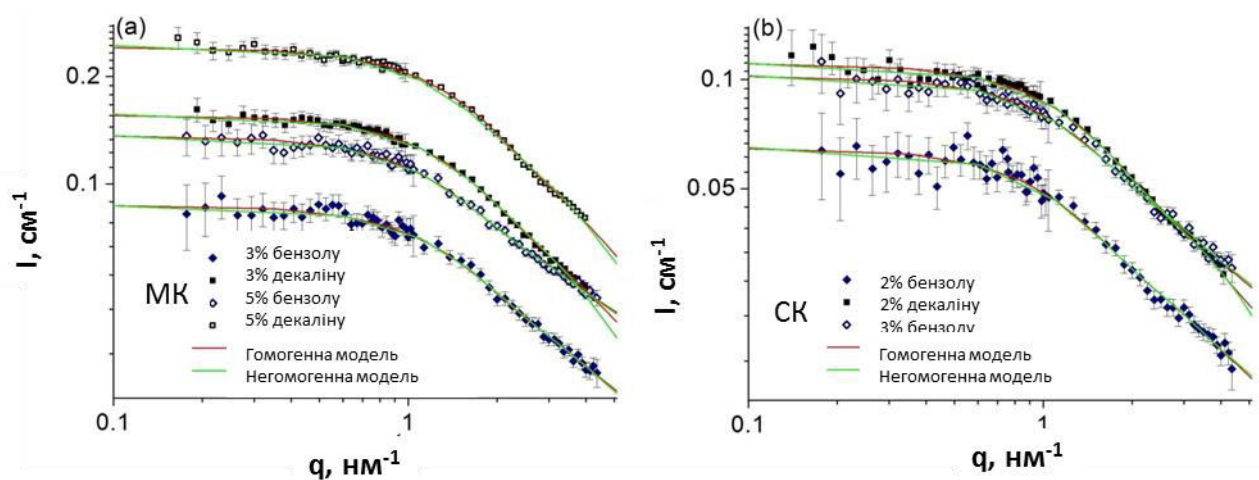 (a)
I, см-1
0.2
0.1
МК
3% бензолу
3% декаліну
5% бензолу
5% декаліну
Гомогенна модель
Негомогенна модель
0.1
1
q, нм-1
(b)
I, см-1
0.1
0.05
СК
2% бензолу
2% декаліну
3% бензолу
Гомогенна модель
Негомогенна модель
0.1
1
q, нм-1